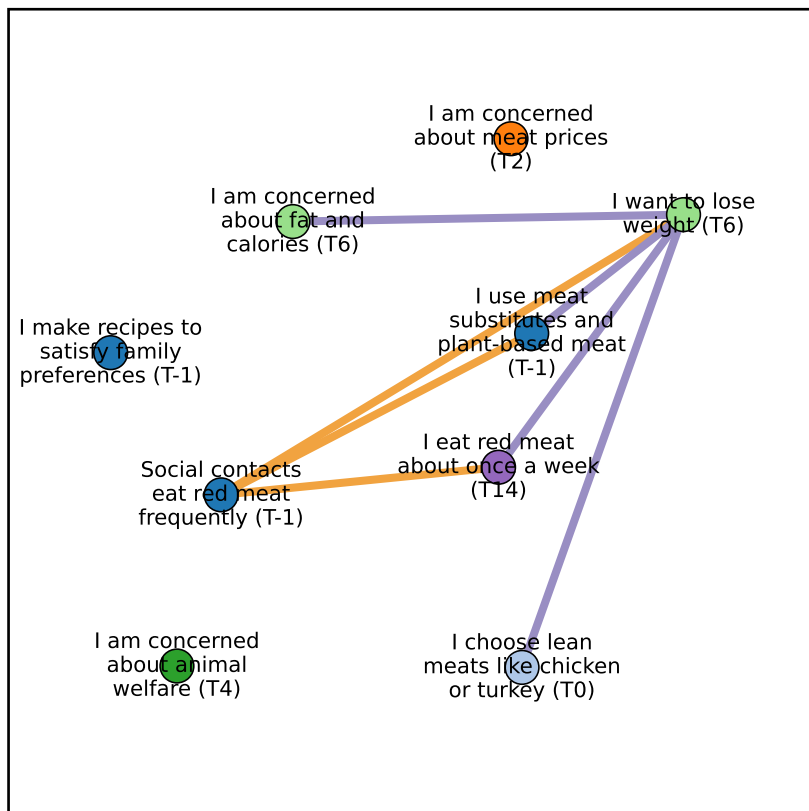 I am concerned
about meat prices
(T2)
I am concerned
about fat and
calories (T6)
I want to lose
weight (T6)
I use meat
substitutes and
plant-based meat
(T-1)
I make recipes to
satisfy family
preferences (T-1)
I eat red meat
about once a week
(T14)
Social contacts
eat red meat
frequently (T-1)
I am concerned
about animal
welfare (T4)
I choose lean
meats like chicken
or turkey (T0)